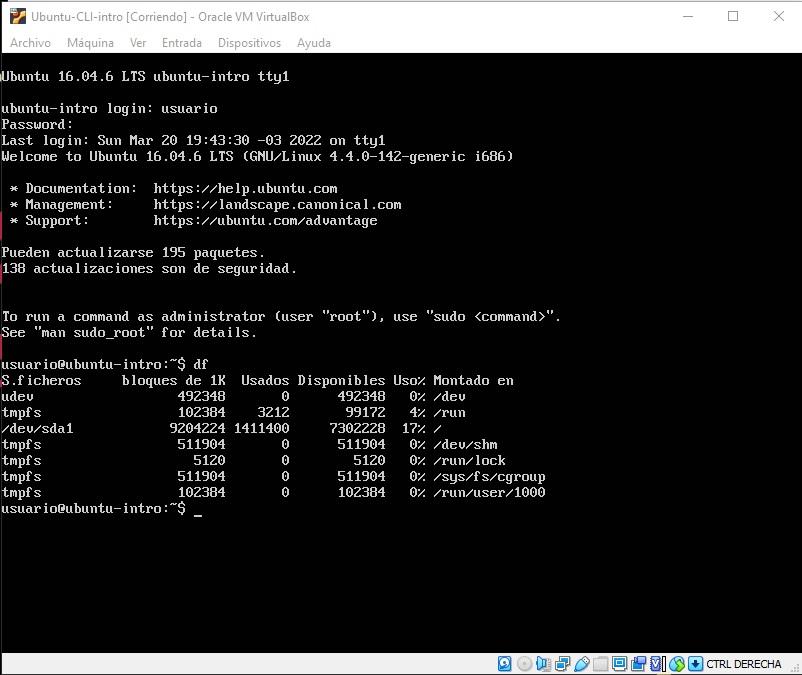 Ubuntu-CLI-intro [Corriendo] - Oracle VM VirtualBox
Archivo Máquina Ver Entrada Dispositivos Ayuda
Ubuntu 16.04.6 LTS ubuntu-intro tty1
ubuntu-intro login: usuario
Password:
Last login: Sun Mar 20 19:43:30 -03 2022 on tty1
Welcome to Ubuntu 16.04.6 LTS (GNU/Linux 4.4.0-142-generic i686)
* Documentation: https://help.ubuntu.com
* Management: https://landscape.canonical.com
* Support: https://ubuntu.com/advantage
Pueden actualizarse 195 paquetes.
138 actualizaciones son de seguridad.
To run a command as administrator (user "root"), use "sudo <command>".
See "man sudo_root" for details.
usuario@ubuntu-intro:~$ df
S.ficheros bloques de 1K Usados Disponibles Uso% Montado en
udev 492348 0 492348 0% /dev
tmpfs 102384 3212 99172 4% /run
/dev/sda1 9204224 1411400 7302228 17% /
tmpfs 511904 0 511904 0% /dev/shm
tmpfs 5120 0 5120 0% /run/lock
tmpfs 511904 0 511904 0% /sys/fs/cgroup
tmpfs 102384 0 102384 0% /run/user/1000
usuario@ubuntu-intro:~$ _
CTRL DERECHA